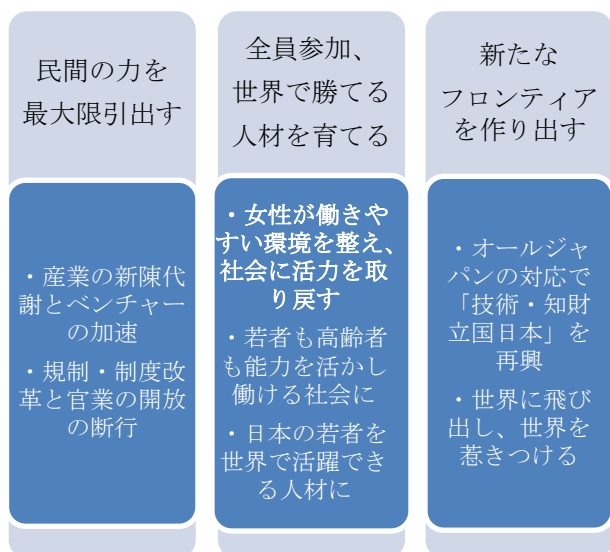 民間の力を
最大限引出す
・産業の新陳代
謝とベンチャー
の加速
・規制・制度改
革と官業の開放
の断行
全員参加、
世界で勝てる
人材を育てる
・女性が働きや
すい環境を整え、
社会に活力を取
り戻す
・若者も高齢者
も能力を活かし
働ける社会に
・日本の若者を
世界で活躍でき
る人材に
新たな
フロンティア
を作り出す
・オールジャ
パンの対応で
「技術・知財
立国日本」を
再興
・世界に飛び
出し、世界を
惹きつける